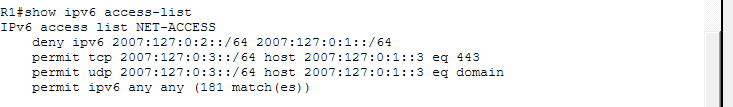 R1#show ipv6 access-list
IPv6 access list NET-ACCESS
deny ipv6 2007:127:0:2::/64 2007:127:0:1::/64
permit tcp 2007:127:0:3::/64 host 2007:127:0:1::3 eq 443
permit udp 2007:127:0:3::/64 host 2007:127:0:1::3 eq domain
permit ipv6 any any (181 match(es))